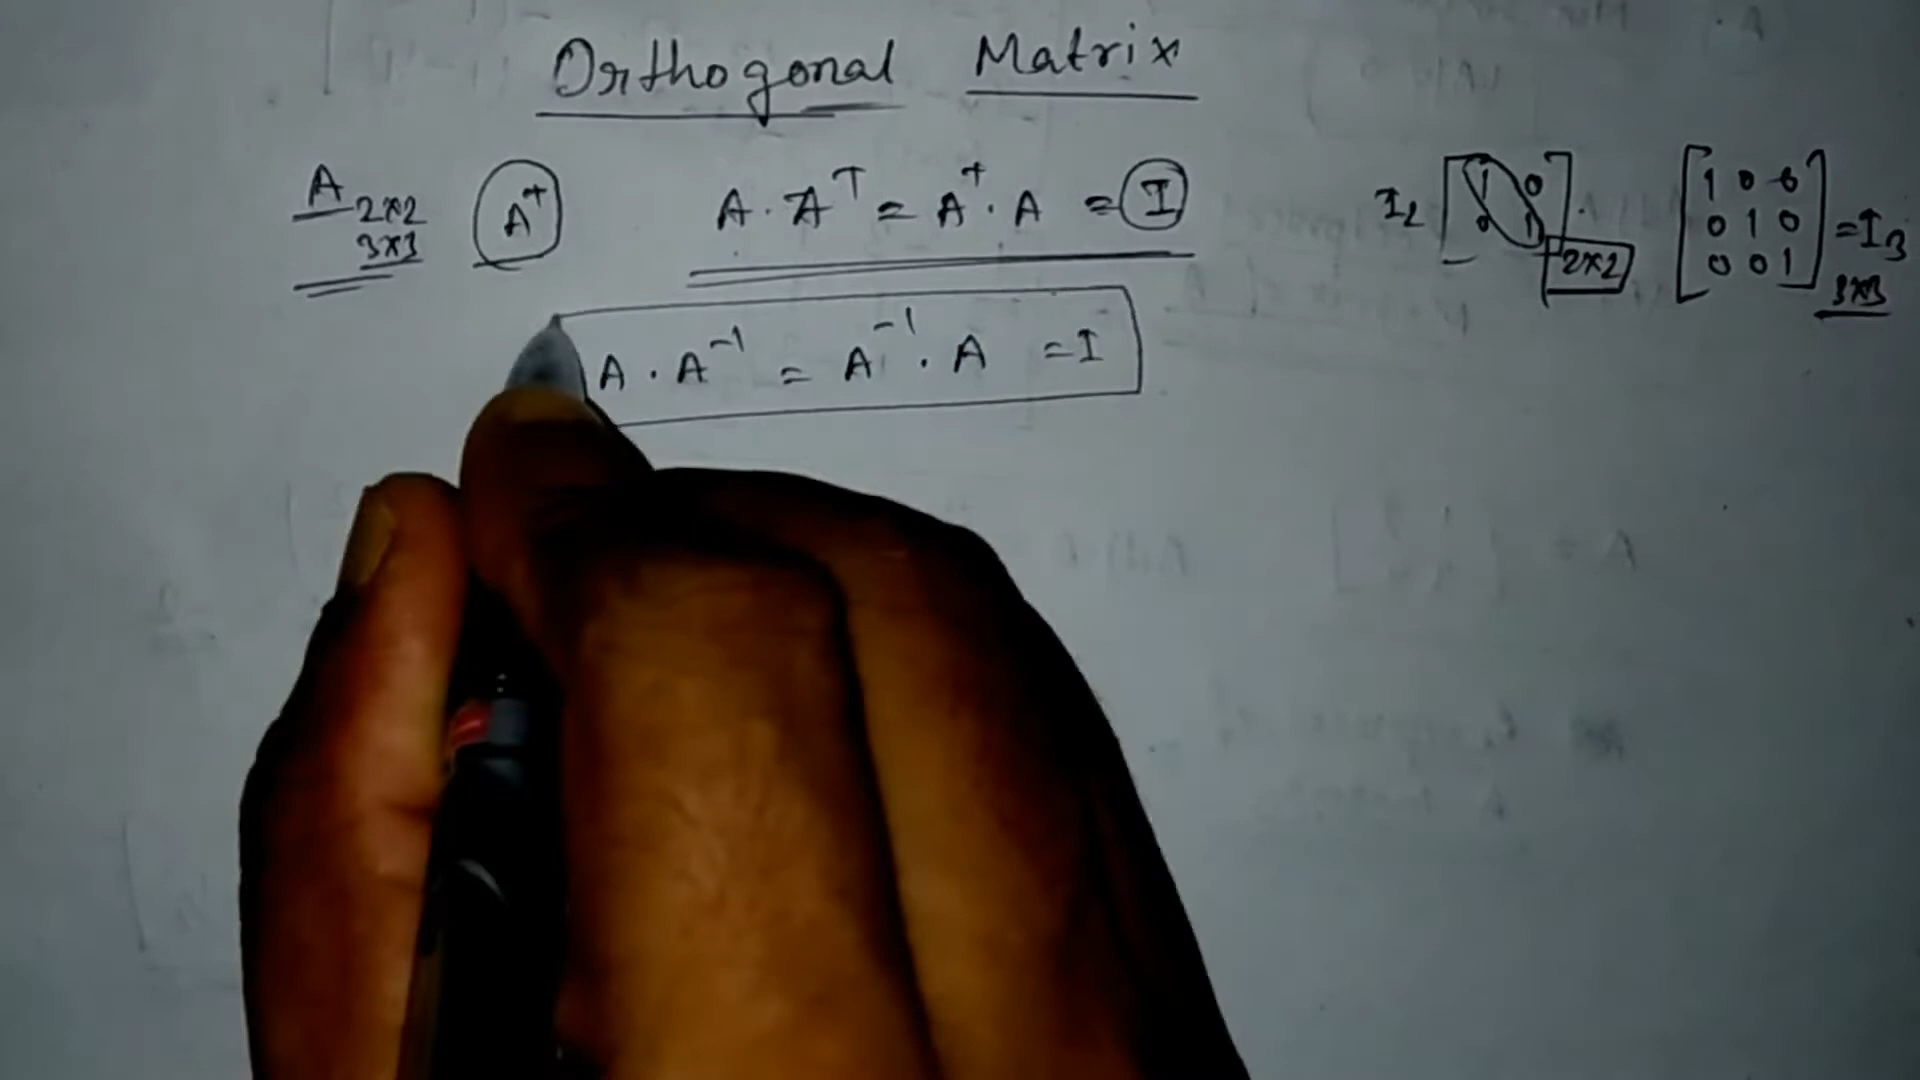 Orthogonal Matrix
A 2x2 3x3
A^T
A . A^T = A^T . A = I
I2 [1 0
0 1] 2x2
[1 0 0
0 1 0
0 0 1] = I3 3x3
A . A^-1 = A^-1 . A = I